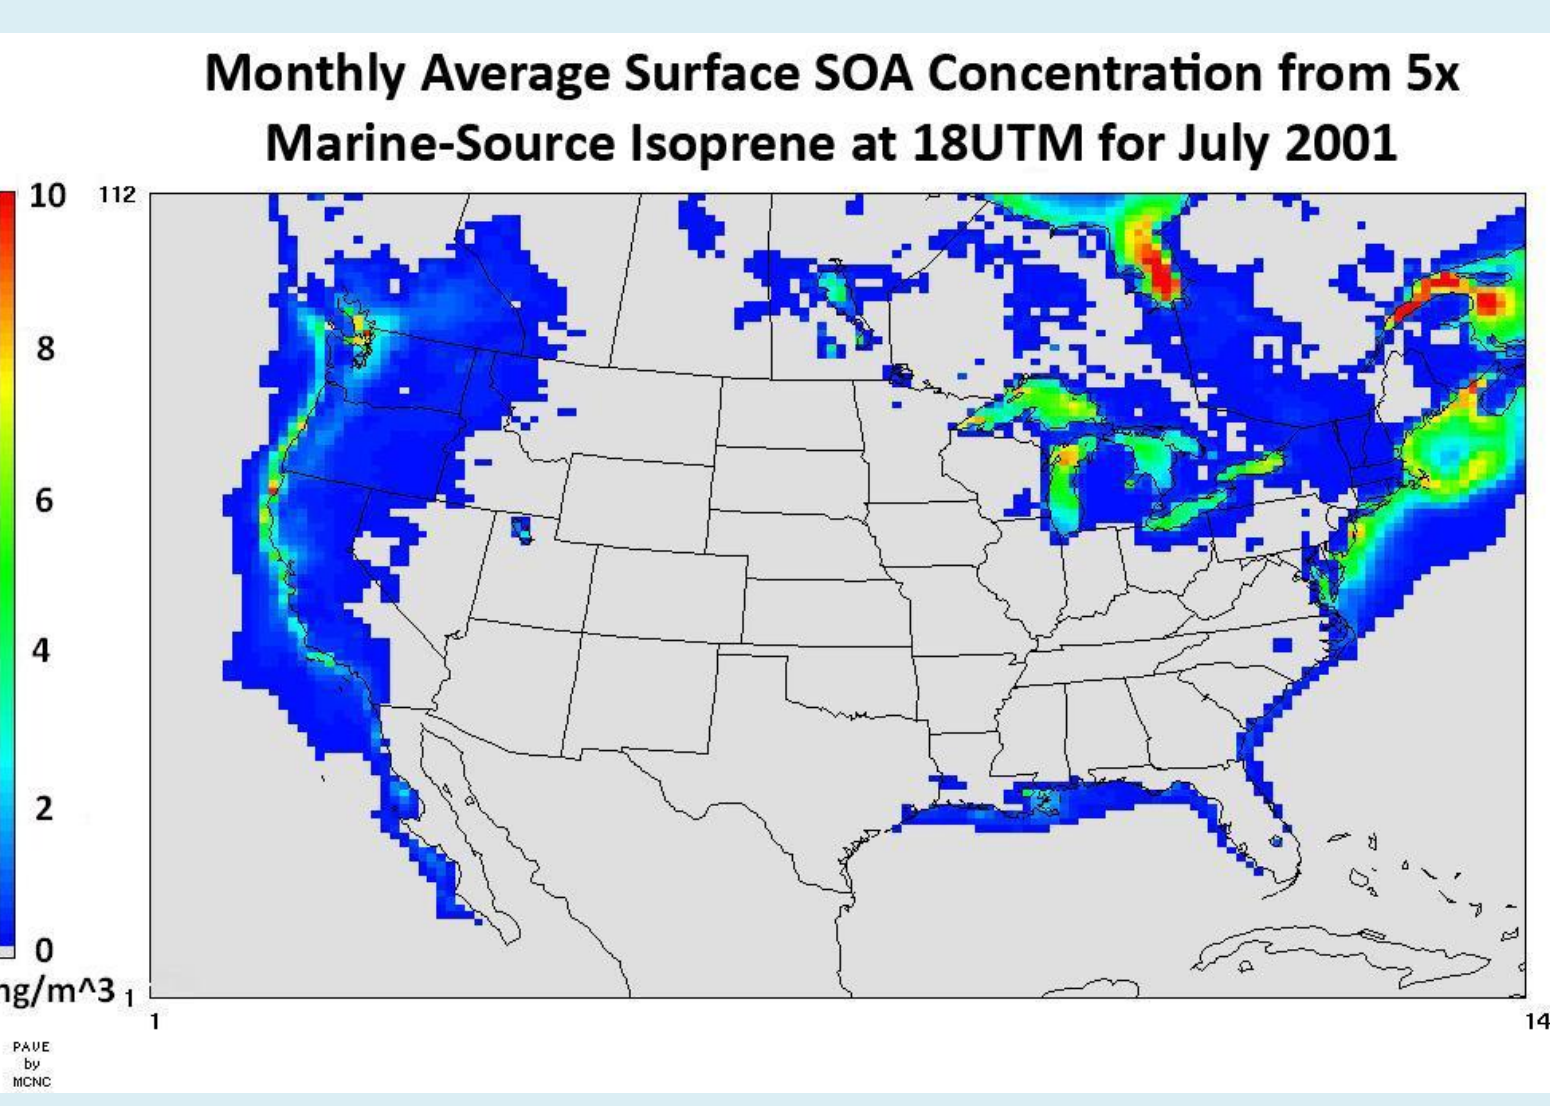 Monthly Average Surface SOA Concentration from 5x
Marine-Source Isoprene at 18UTM for July 2001
10
8
6
4
2
0
ng/m^3
112
1
1
14
PAVE
by
MCNC